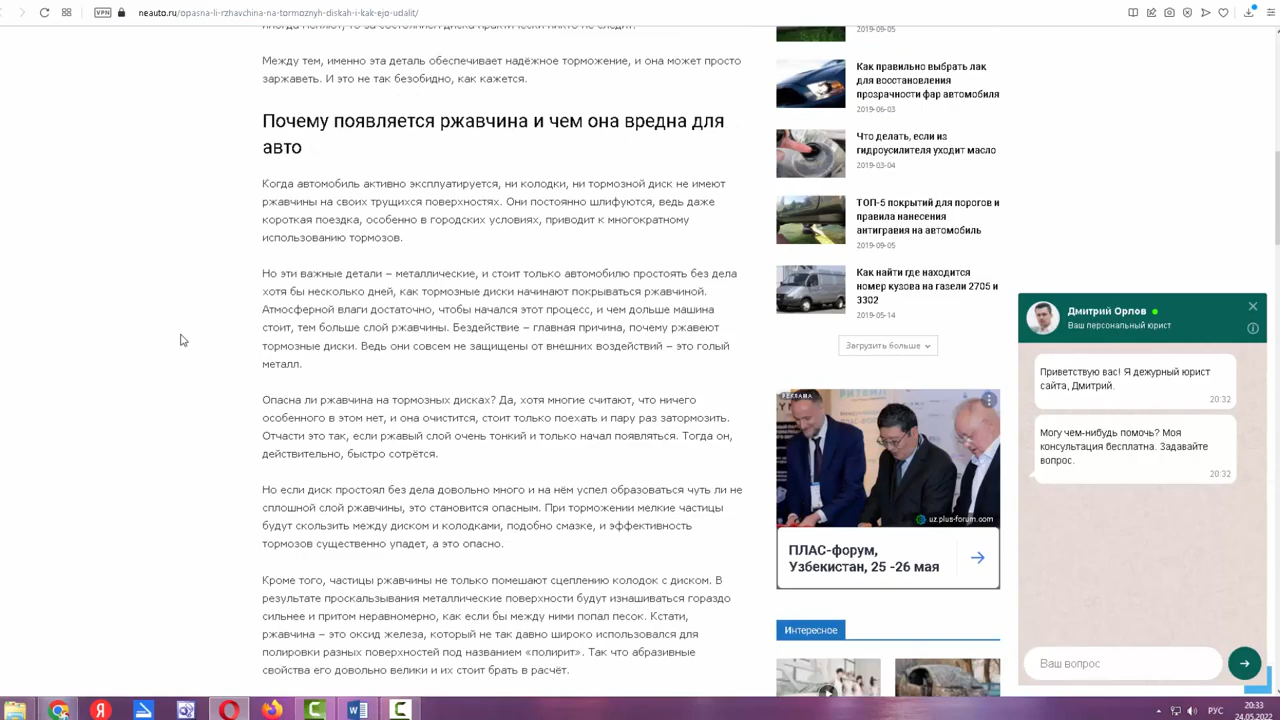 VPN
neauto.ru/opasna-li-rzhavchina-na-tormoznyh-diskah-i-kak-ejo-udalit/
Между тем, именно эта деталь обеспечивает надёжное торможение, и она может просто
заржаветь. И это не так безобидно, как кажется.
Почему появляется ржавчина и чем она вредна для
авто
Когда автомобиль активно эксплуатируется, ни колодки, ни тормозной диск не имеют
ржавчины на своих трущихся поверхностях. Они постоянно шлифуются, ведь даже
короткая поездка, особенно в городских условиях, приводит к многократному
использованию тормозов.
Но эти важные детали – металлические, и стоит только автомобилю простоять без дела
хотя бы несколько дней, как тормозные диски начинают покрываться ржавчиной.
Атмосферной влаги достаточно, чтобы начался этот процесс, и чем дольше машина
стоит, тем больше слой ржавчины. Бездействие – главная причина, почему ржавеют
тормозные диски. Ведь они совсем не защищены от внешних воздействий – это голый
металл.
Опасна ли ржавчина на тормозных дисках? Да, хотя многие считают, что ничего
особенного в этом нет, и она очистится, стоит только поехать и пару раз затормозить.
Отчасти это так, если ржавый слой очень тонкий и только начал появляться. Тогда он,
действительно, быстро сотрётся.
Но если диск простоял без дела довольно много и на нём успел образоваться чуть ли не
сплошной слой ржавчины, это становится опасным. При торможении мелкие частицы
будут скользить между диском и колодками, подобно смазке, и эффективность
тормозов существенно упадет, а это опасно.
Кроме того, частицы ржавчины не только помешают сцеплению колодок с диском. В
результате проскальзывания металлические поверхности будут изнашиваться гораздо
сильнее и притом неравномерно, как если бы между ними попал песок. Кстати,
ржавчина – это оксид железа, который не так давно широко использовался для
полировки разных поверхностей под названием «полирит». Так что абразивные
свойства его довольно велики и их стоит брать в расчёт.
2019-09-05
Как правильно выбрать лак
для восстановления
прозрачности фар автомобиля
2019-06-03
Что делать, если из
гидроусилителя уходит масло
2019-03-04
ТОП-5 покрытий для порогов и
правила нанесения
антигравия на автомобиль
2019-09-05
Как найти где находится
номер кузова на газели 2705 и
3302
2019-05-14
Загрузить больше
РЕКЛАМА
uz.plus-forum.com
ПЛАС-форум,
Узбекистан, 25 -26 мая
Интересное
Дмитрий Орлов
Ваш персональный юрист
Приветствую вас! Я дежурный юрист
сайта, Дмитрий.
20:32
Могу чем-нибудь помочь? Моя
консультация бесплатна. Задавайте
вопрос.
20:32
Ваш вопрос
РУС
20:33
24.05.2022